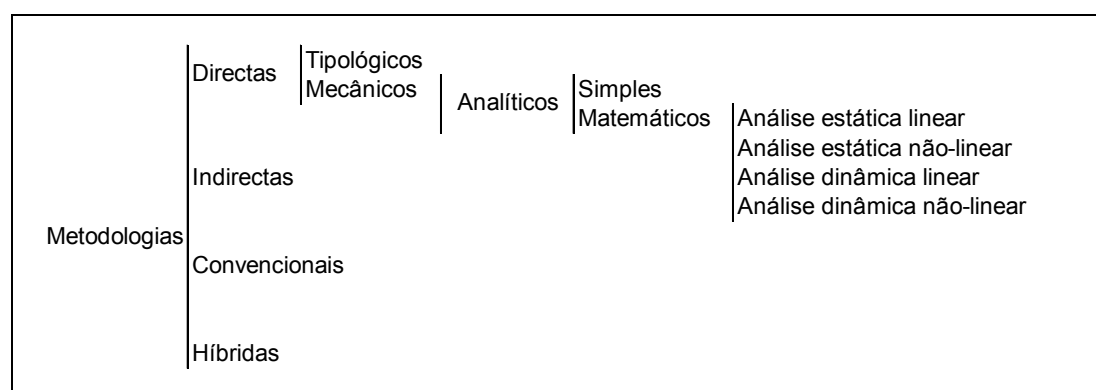 Metodologias
Directas
Tipológicos
Mecânicos
Analíticos
Simples
Matemáticos
Análise estática linear
Análise estática não-linear
Análise dinâmica linear
Análise dinâmica não-linear
Indirectas
Convencionais
Híbridas